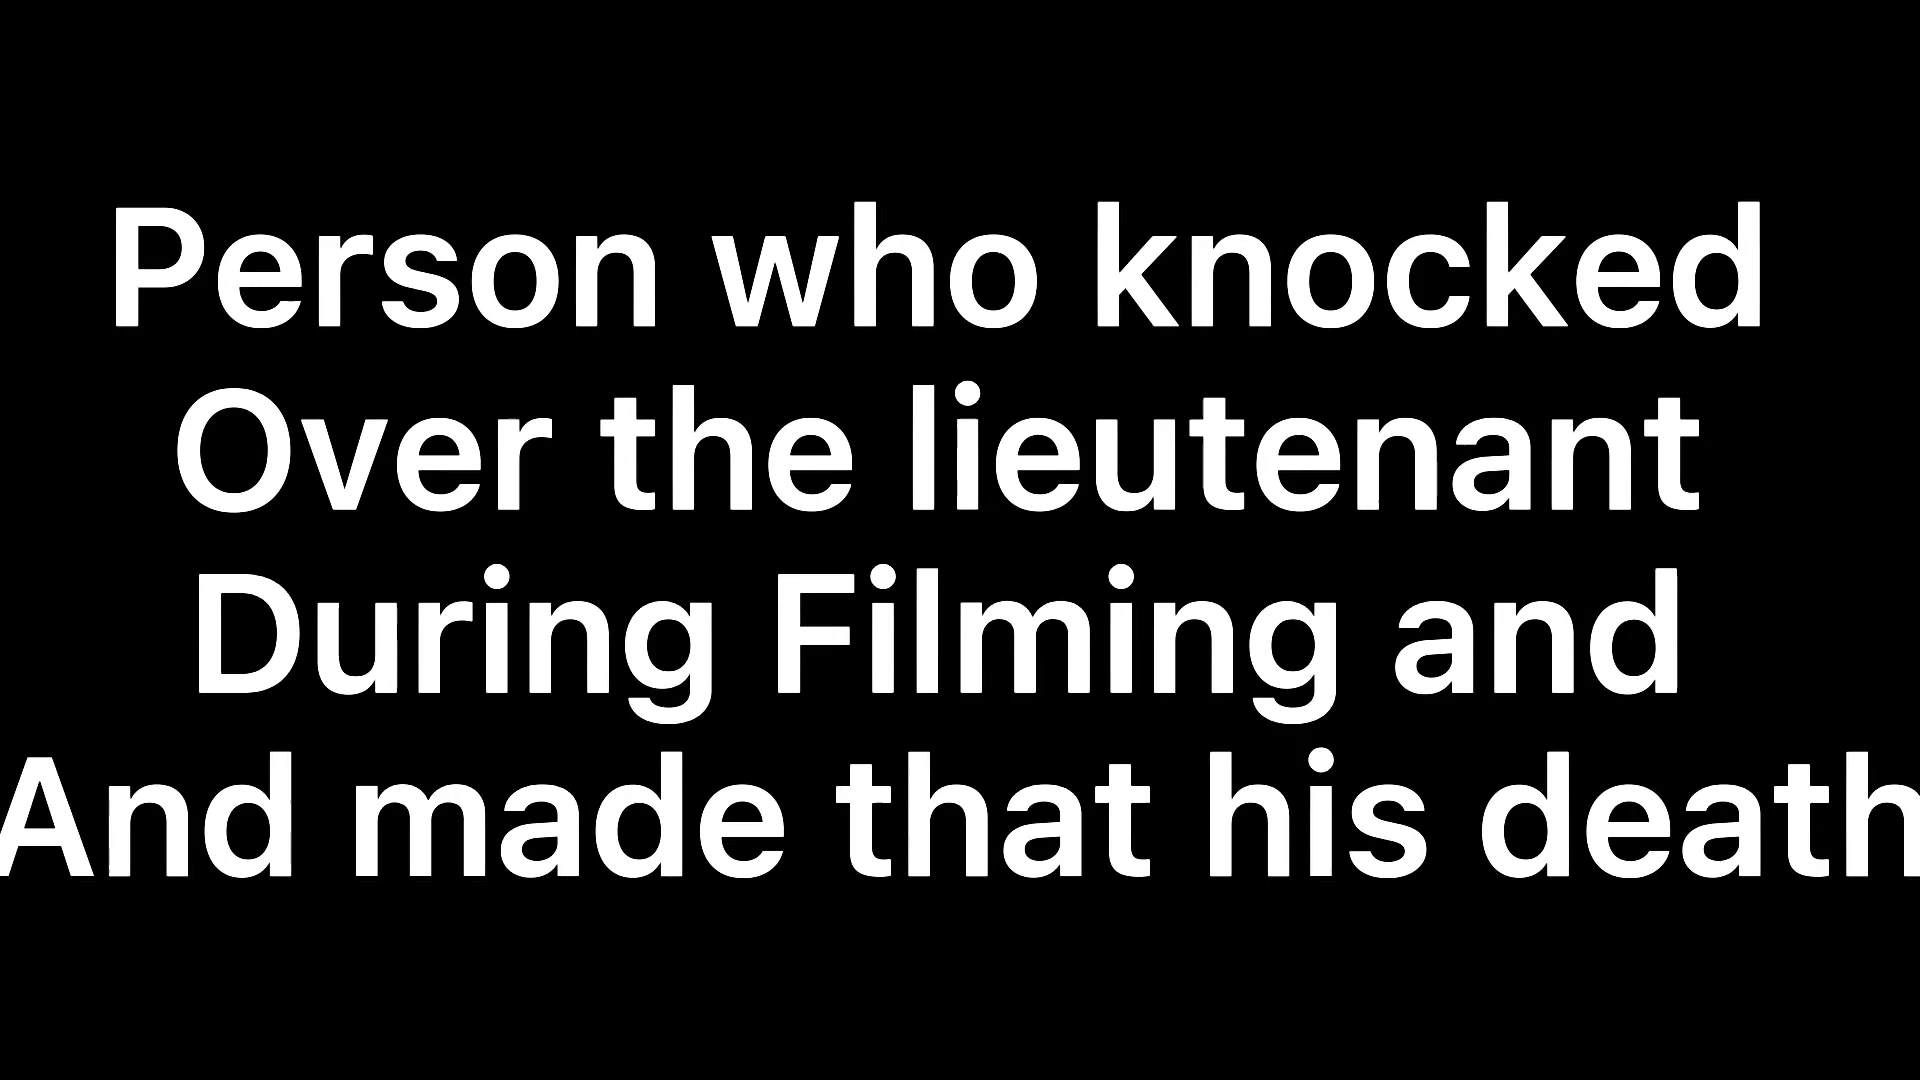 Person who knocked
Over the lieutenant
During Filming and
And made that his death